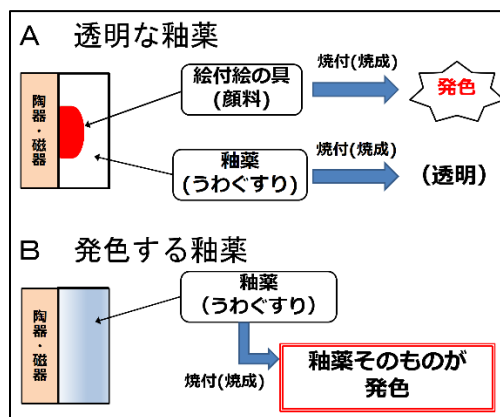 A 透明な釉薬
陶器・磁器
絵付絵の具
(顔料)
焼付(焼成)
発色
釉薬
(うわぐすり)
焼付(焼成)
(透明)
B 発色する釉薬
陶器・磁器
釉薬
(うわぐすり)
焼付(焼成)
釉薬そのものが
発色